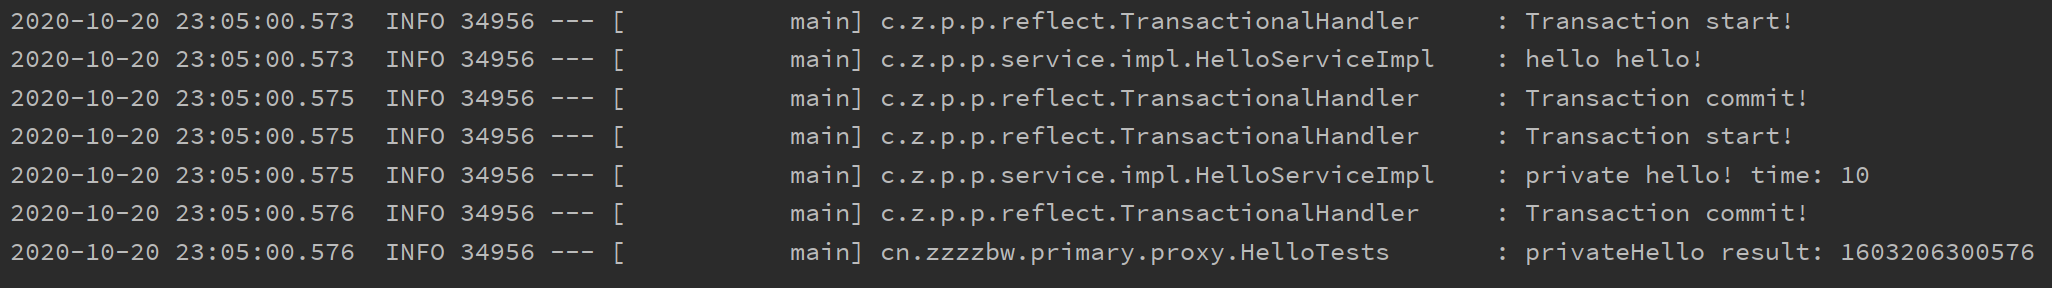 2020-10-20 23:05:00.573  INFO 34956 --- [           main] c.z.p.p.reflect.TransactionalHandler     : Transaction start!
2020-10-20 23:05:00.573  INFO 34956 --- [           main] c.z.p.p.service.impl.HelloServiceImpl    : hello hello!
2020-10-20 23:05:00.575  INFO 34956 --- [           main] c.z.p.p.reflect.TransactionalHandler     : Transaction commit!
2020-10-20 23:05:00.575  INFO 34956 --- [           main] c.z.p.p.reflect.TransactionalHandler     : Transaction start!
2020-10-20 23:05:00.575  INFO 34956 --- [           main] c.z.p.p.service.impl.HelloServiceImpl    : private hello! time: 10
2020-10-20 23:05:00.576  INFO 34956 --- [           main] c.z.p.p.reflect.TransactionalHandler     : Transaction commit!
2020-10-20 23:05:00.576  INFO 34956 --- [           main] cn.zzzzbw.primary.proxy.HelloTests       : privateHello result: 1603206300576